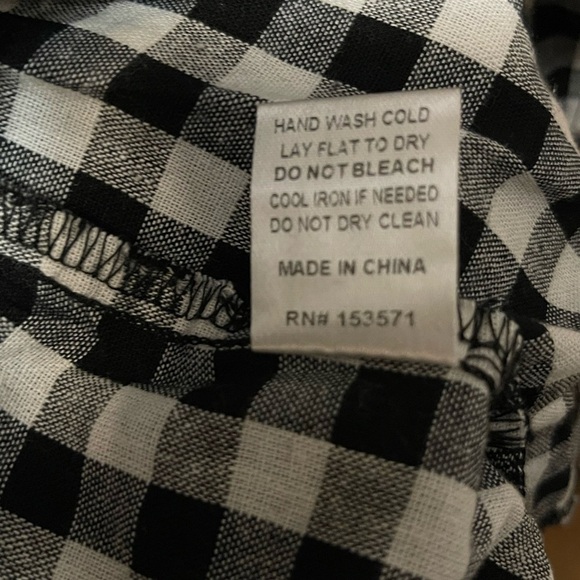 HAND WASH COLD
LAY FLAT TO DRY
DO NOT BLEACH
COOL IRON IF NEEDED
DO NOT DRY CLEAN
MADE IN CHINA
RN# 153571